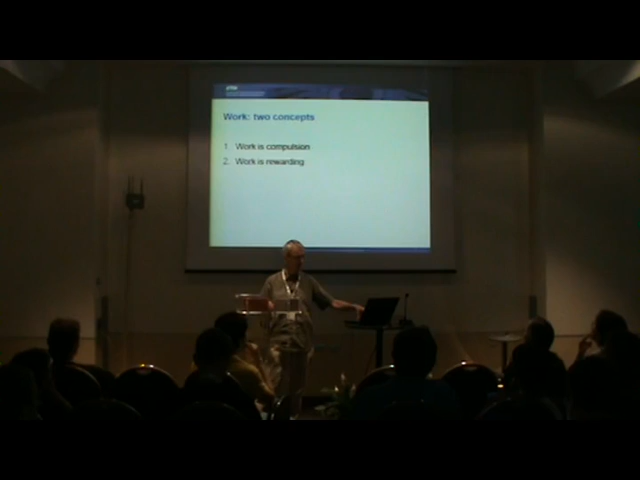 Work: two concepts
1. Work is compulsion
2. Work is rewarding